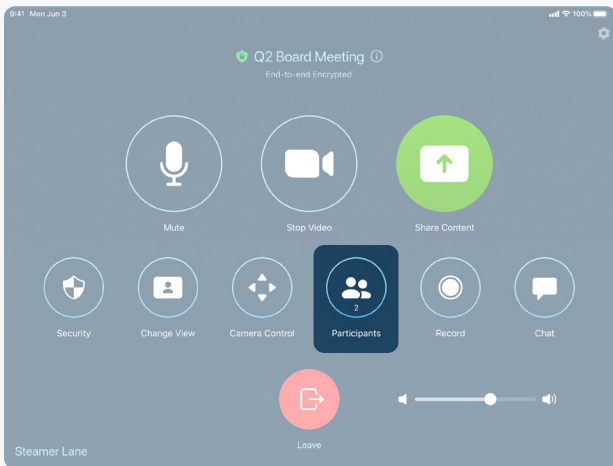 9:41 Mon Jun 3
100%
Q2 Board Meeting
End-to-end Encrypted
Mute
Stop Video
Share Content
2
Security
Change View
Camera Control
Participants
Record
Chat
Leave
Steamer Lane